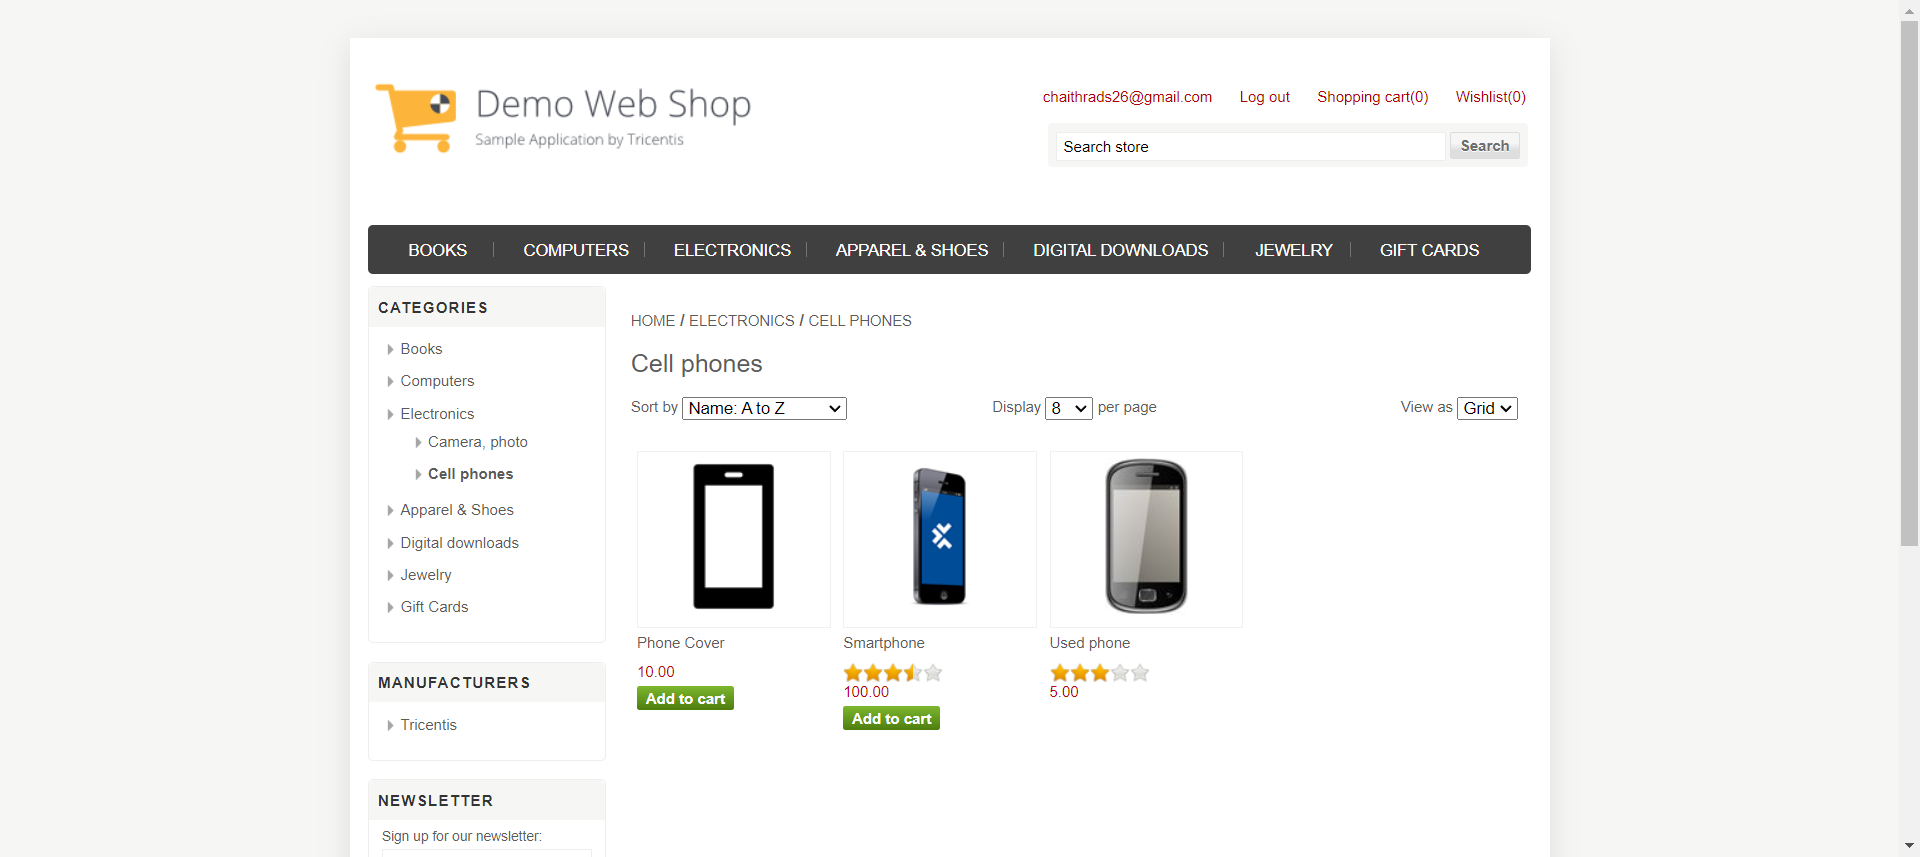 Demo Web Shop
Sample Application by Tricentis
chaithrads26@gmail.com Log out Shopping cart(0) Wishlist(0)
Search store Search
BOOKS COMPUTERS ELECTRONICS APPAREL & SHOES DIGITAL DOWNLOADS JEWELRY GIFT CARDS
CATEGORIES
Books
Computers
Electronics
Camera, photo
Cell phones
Apparel & Shoes
Digital downloads
Jewelry
Gift Cards
MANUFACTURERS
Tricentis
NEWSLETTER
Sign up for our newsletter:
HOME / ELECTRONICS / CELL PHONES
Cell phones
Sort by Name: A to Z Display 8 per page View as Grid
Phone Cover
10.00
Add to cart
Smartphone
100.00
Add to cart
Used phone
5.00